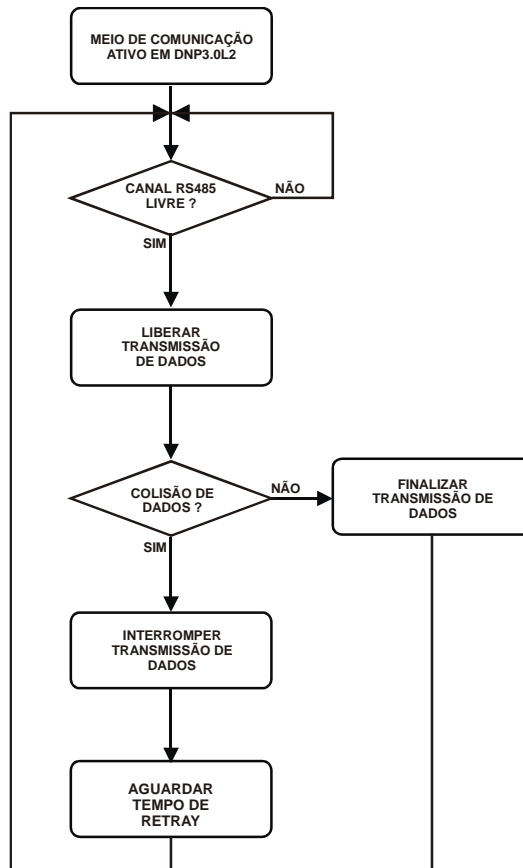 MEIO DE COMUNICAÇÃO
ATIVO EM DNP3.0L2
CANAL RS485
LIVRE ?
NÃO
SIM
LIBERAR
TRANSMISSÃO
DE DADOS
COLISÃO DE
DADOS ?
NÃO
FINALIZAR
TRANSMISSÃO DE
DADOS
SIM
INTERROMPER
TRANSMISSÃO DE
DADOS
AGUARDAR
TEMPO DE
RETRAY